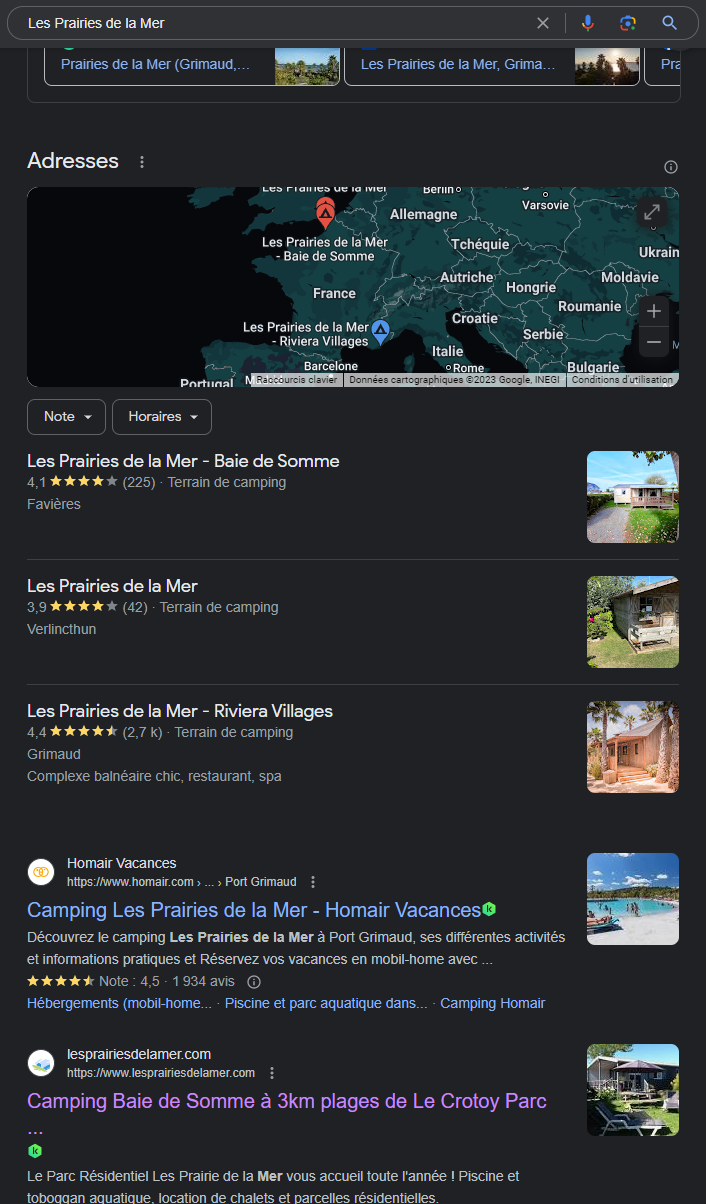 Les Prairies de la Mer
Prairies de la Mer (Grimaud,...
Les Prairies de la Mer, Grima...
Pra
Adresses
Les Prairies de la Mer
Berlin
Varsovie
Allemagne
Les Prairies de la Mer
- Baie de Somme
Tchéquie
Ukrain
Autriche
Moldavie
Hongrie
France
Roumanie
Croatie
Les Prairies de la Mer
- Riviera Villages
Serbie
Italie
Barcelone
Rome
Bulgarie
Portugal
Raccourcis clavier
Données cartographiques ©2023 Google, INEGI
Conditions d'utilisation
Note
Horaires
Les Prairies de la Mer - Baie de Somme
4,1 (225) · Terrain de camping
Favières
Les Prairies de la Mer
3,9 (42) · Terrain de camping
Verlincthun
Les Prairies de la Mer - Riviera Villages
4,4 (2,7 k) · Terrain de camping
Grimaud
Complexe balnéaire chic, restaurant, spa
Homair Vacances
https://www.homair.com › ... › Port Grimaud
Camping Les Prairies de la Mer - Homair Vacances
Découvrez le camping Les Prairies de la Mer à Port Grimaud, ses différentes activités
et informations pratiques et Réservez vos vacances en mobil-home avec ...
Note : 4,5 · 1 934 avis
Hébergements (mobil-home... · Piscine et parc aquatique dans... · Camping Homair
lesprairiesdelamer.com
https://www.lesprairiesdelamer.com
Camping Baie de Somme à 3km plages de Le Crotoy Parc
...
Le Parc Résidentiel Les Prairie de la Mer vous accueil toute l'année ! Piscine et
toboggan aquatique, location de chalets et parcelles résidentielles.